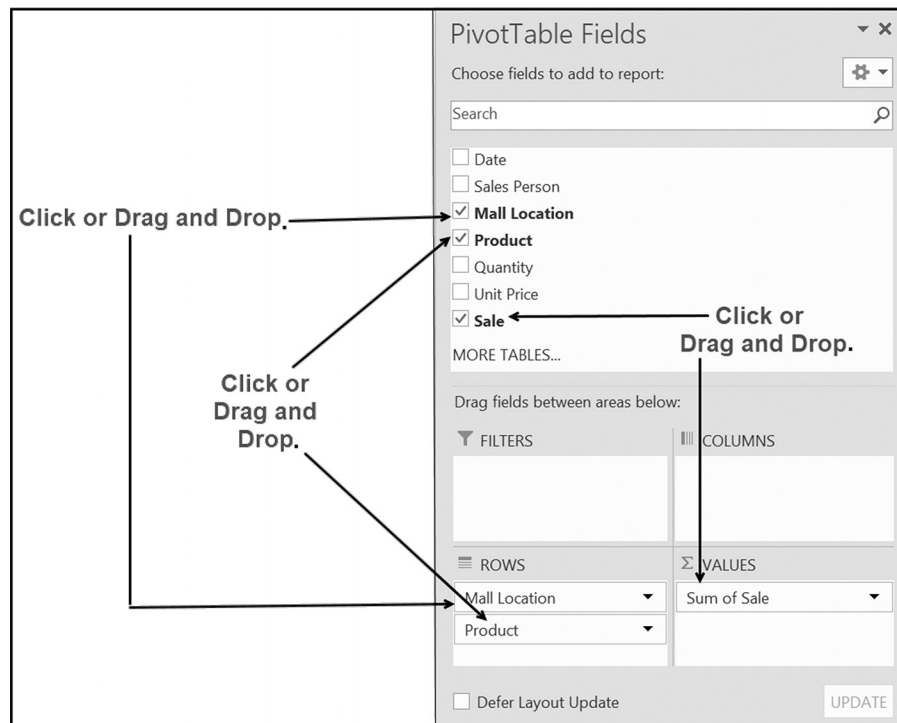 PivotTable Fields
Choose fields to add to report:
Search
Date
Sales Person
Click or Drag and Drop.
Mall Location
Product
Quantity
Unit Price
Sale
Click or
Drag and Drop.
MORE TABLES...
Click or
Drag and
Drop.
Drag fields between areas below:
FILTERS
COLUMNS
ROWS
Σ VALUES
Mall Location
Sum of Sale
Product
Defer Layout Update
UPDATE